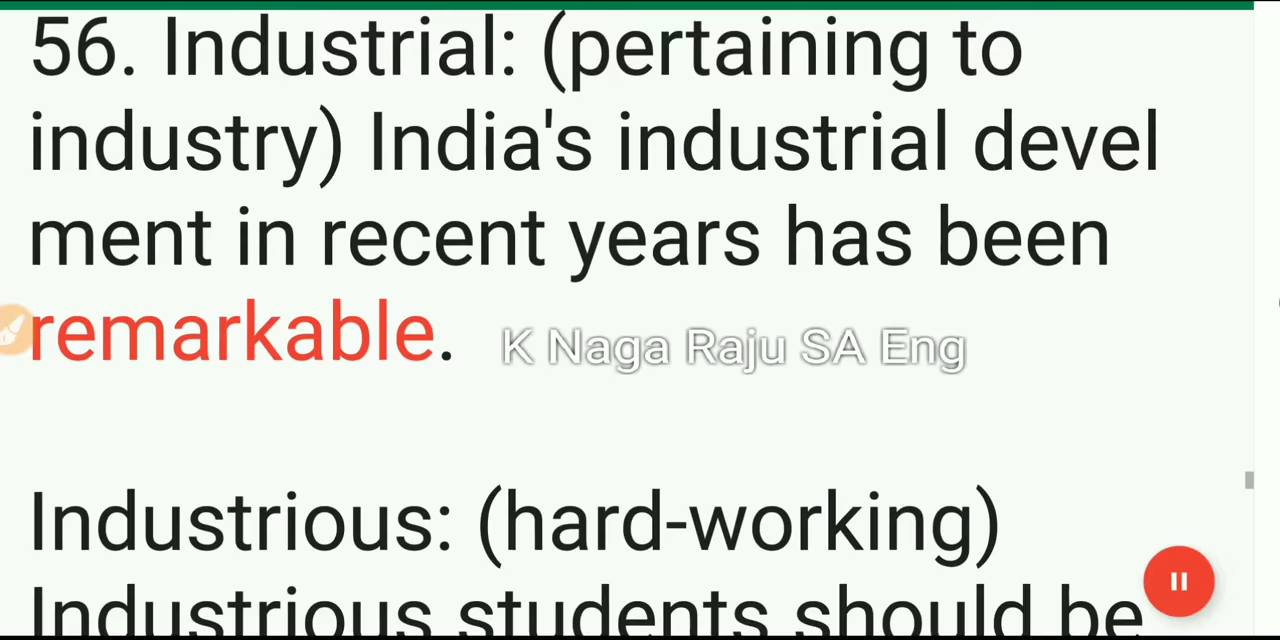 56. Industrial: (pertaining to
industry) India's industrial devel
ment in recent years has been
remarkable.
K Naga Raju SA Eng
Industrious: (hard-working)
Industrious students should be